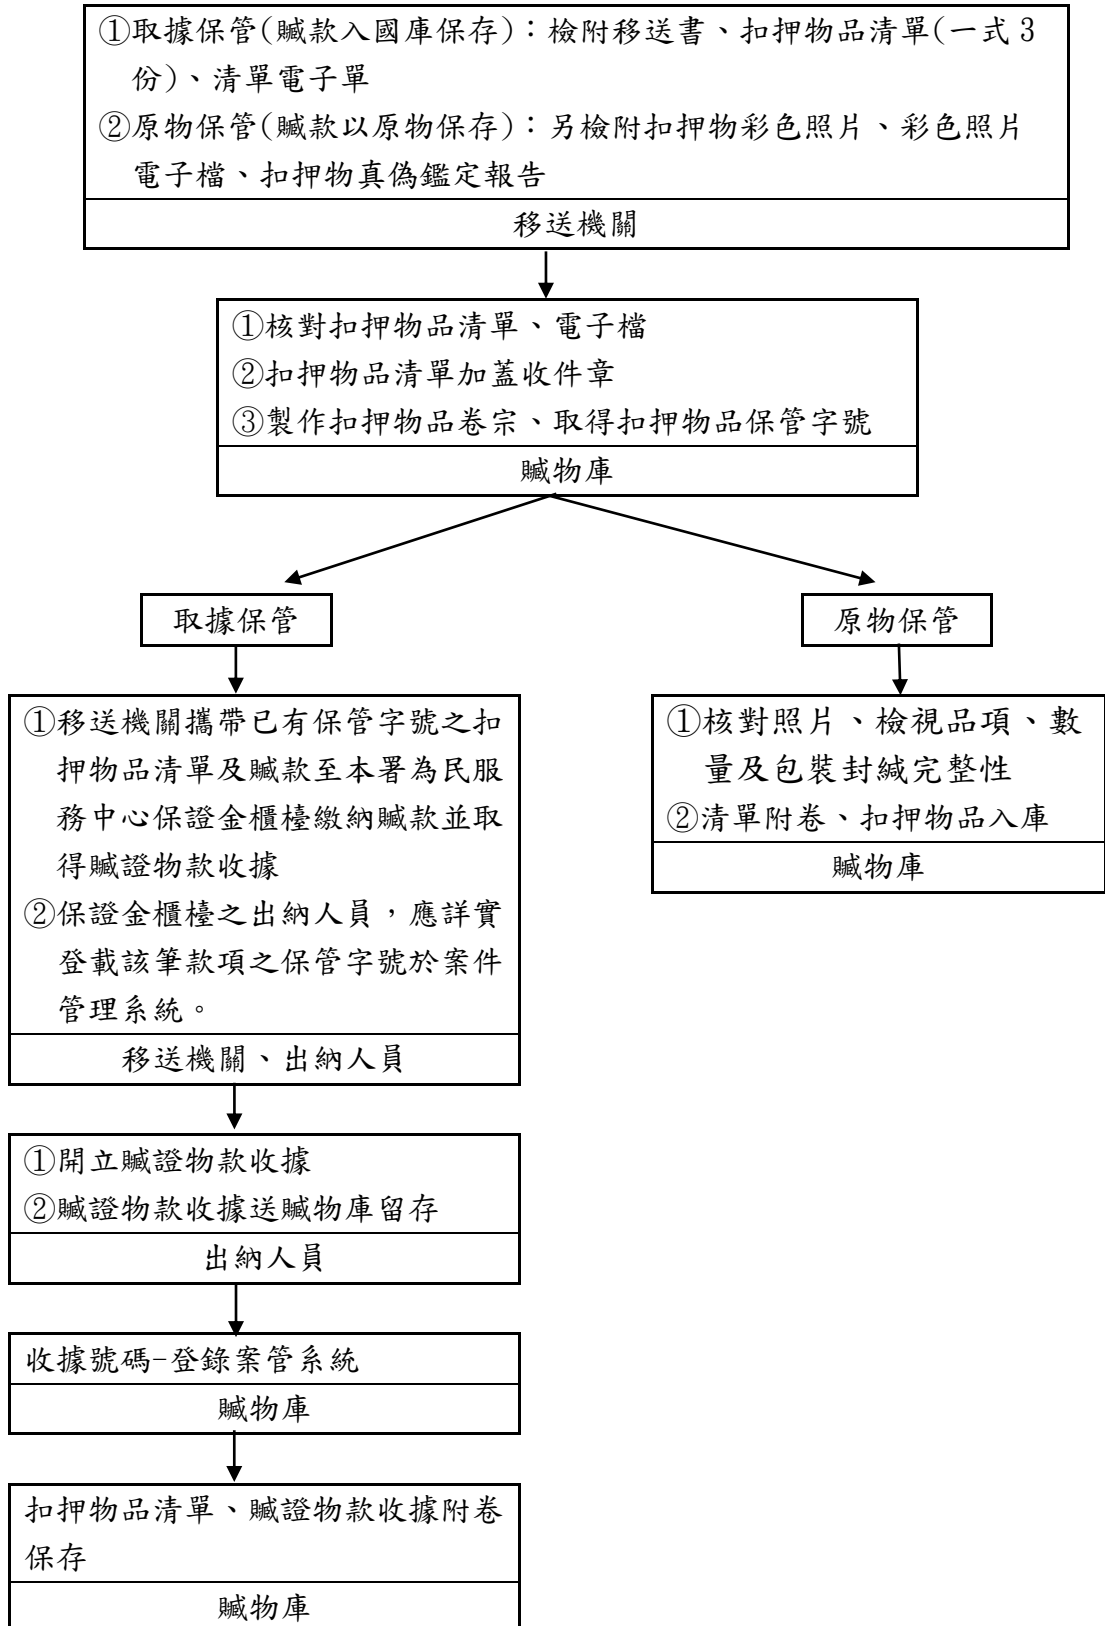 ①取據保管(贓款入國庫保存)：檢附移送書、扣押物品清單(一式3
份)、清單電子單
②原物保管(贓款以原物保存)：另檢附扣押物彩色照片、彩色照片
電子檔、扣押物真偽鑑定報告
移送機關
①核對扣押物品清單、電子檔
②扣押物品清單加蓋收件章
③製作扣押物品卷宗、取得扣押物品保管字號
贓物庫
取據保管
原物保管
①移送機關攜帶已有保管字號之扣
押物品清單及贓款至本署為民服
務中心保證金櫃檯繳納贓款並取
得贓證物款收據
②保證金櫃檯之出納人員，應詳實
登載該筆款項之保管字號於案件
管理系統。
移送機關、出納人員
①核對照片、檢視品項、數
量及包裝封緘完整性
②清單附卷、扣押物品入庫
贓物庫
①開立贓證物款收據
②贓證物款收據送贓物庫留存
出納人員
收據號碼-登錄案管系統
贓物庫
扣押物品清單、贓證物款收據附卷
保存
贓物庫